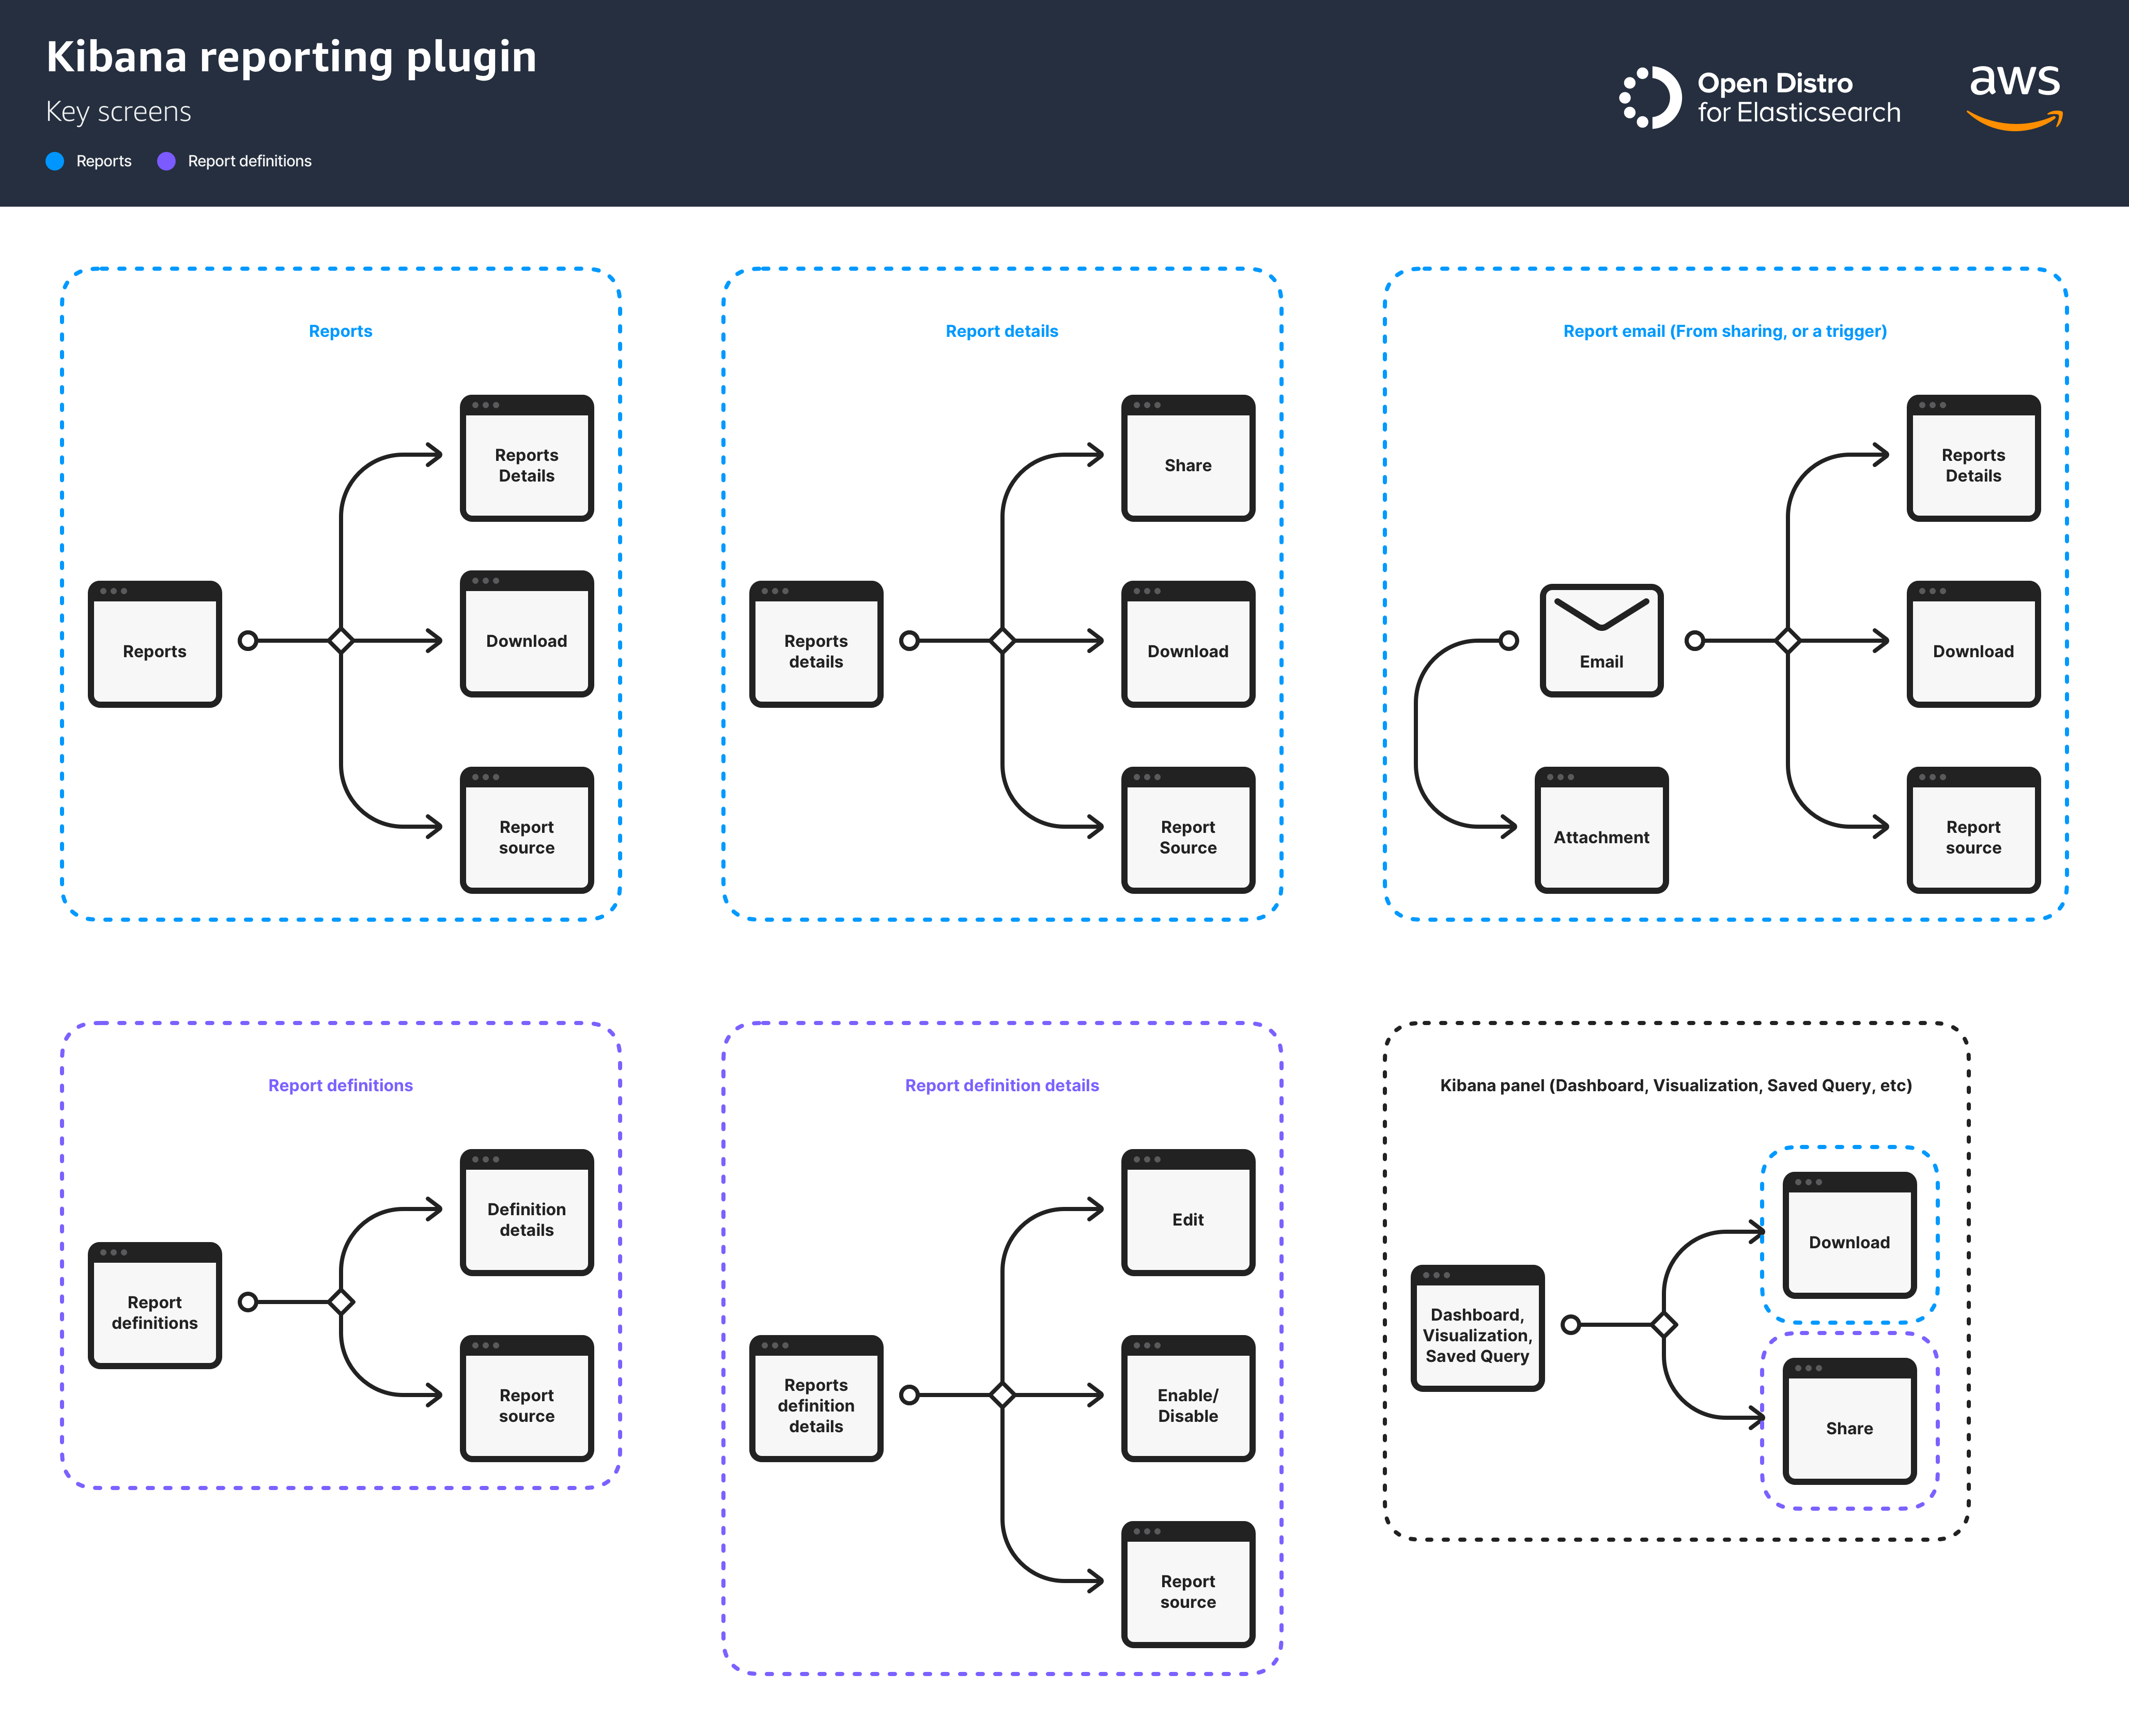 Kibana reporting plugin
Key screens
Reports
Report definitions
Open Distro
for Elasticsearch
aws
Reports
Reports
Reports
Details
Download
Report
source
Report details
Reports
details
Share
Download
Report
Source
Report email (From sharing, or a trigger)
Email
Attachment
Reports
Details
Download
Report
source
Report definitions
Report
definitions
Definition
details
Report
source
Report definition details
Reports
definition
details
Edit
Enable/
Disable
Report
source
Kibana panel (Dashboard, Visualization, Saved Query, etc)
Dashboard,
Visualization,
Saved Query
Download
Share